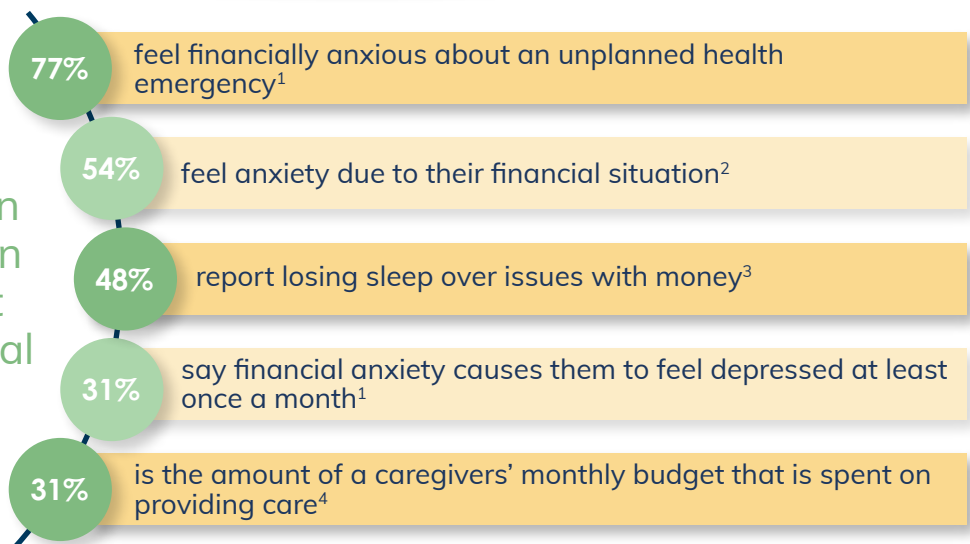 77%
feel financially anxious about an unplanned health
emergency¹
54%
feel anxiety due to their financial situation²
48%
report losing sleep over issues with money³
31%
say financial anxiety causes them to feel depressed at least
once a month¹
31%
is the amount of a caregivers’ monthly budget that is spent on
providing care⁴